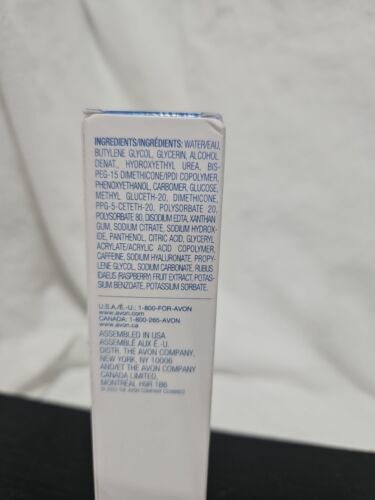 INGREDIENTS/INGRÉDIENTS: WATER/EAU,
BUTYLENE GLYCOL, GLYCERIN, ALCOHOL
DENAT., HYDROXYETHYL UREA, BIS-
PEG-15 DIMETHICONE/IPDI COPOLYMER,
PHENOXYETHANOL, CARBOMER, GLUCOSE,
METHYL GLUCETH-20, DIMETHICONE,
PPG-5-CETETH-20, POLYSORBATE 20,
POLYSORBATE 80, DISODIUM EDTA, XANTHAN
GUM, SODIUM CITRATE, SODIUM HYDROX-
IDE, PANTHENOL, CITRIC ACID, GLYCERYL
ACRYLATE/ACRYLIC ACID COPOLYMER,
CAFFEINE, SODIUM HYALURONATE, PROPY-
LENE GLYCOL, SODIUM CARBONATE, RUBUS
IDAEUS (RASPBERRY) FRUIT EXTRACT, POTAS-
SIUM BENZOATE, POTASSIUM SORBATE.
U.S.A./É.-U.: 1-800-FOR-AVON
www.avon.com
CANADA: 1-800-265-AVON
www.avon.ca
ASSEMBLED IN USA
ASSEMBLÉ AUX É.-U.
DISTR. THE AVON COMPANY,
NEW YORK, NY 10006
AND/ET THE AVON COMPANY
CANADA LIMITED,
MONTRÉAL H9R 1B6
THE AVON COMPANY